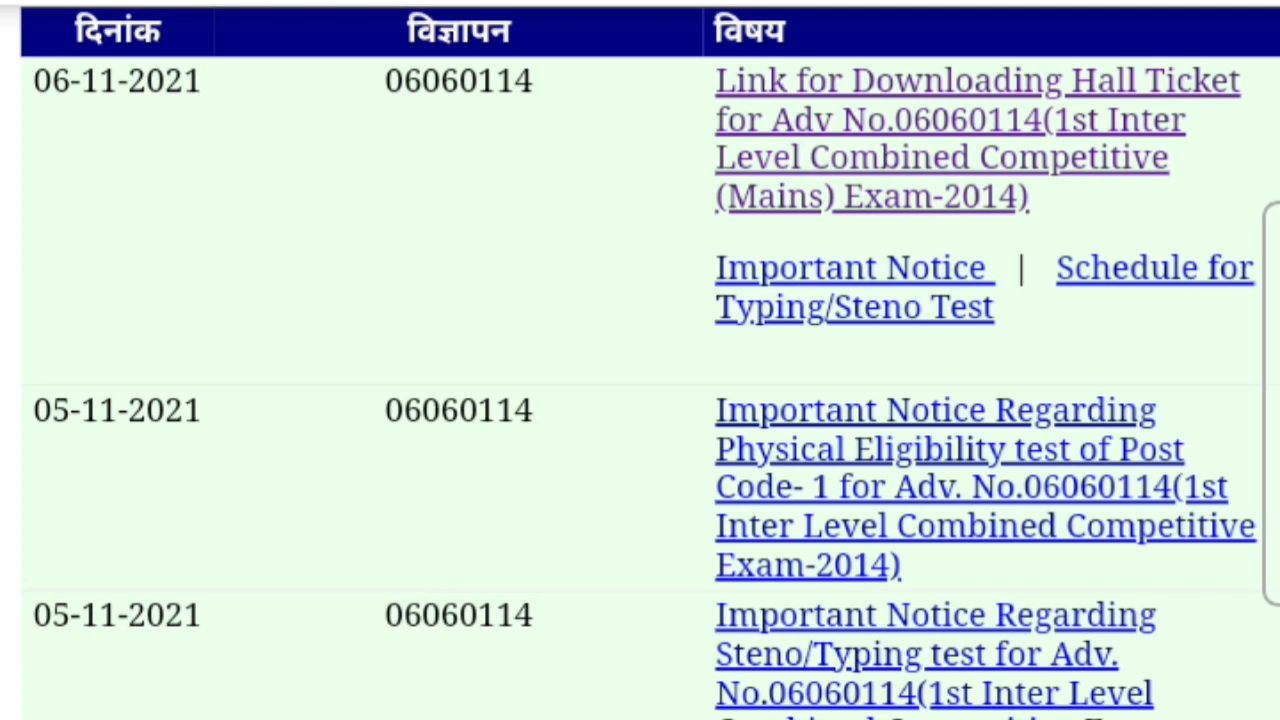 दिनांक विज्ञापन विषय
06-11-2021 06060114 Link for Downloading Hall Ticket
for Adv No.06060114(1st Inter
Level Combined Competitive
(Mains) Exam-2014)
Important Notice | Schedule for
Typing/Steno Test
05-11-2021 06060114 Important Notice Regarding
Physical Eligibility test of Post
Code- 1 for Adv. No.06060114(1st
Inter Level Combined Competitive
Exam-2014)
05-11-2021 06060114 Important Notice Regarding
Steno/Typing test for Adv.
No.06060114(1st Inter Level